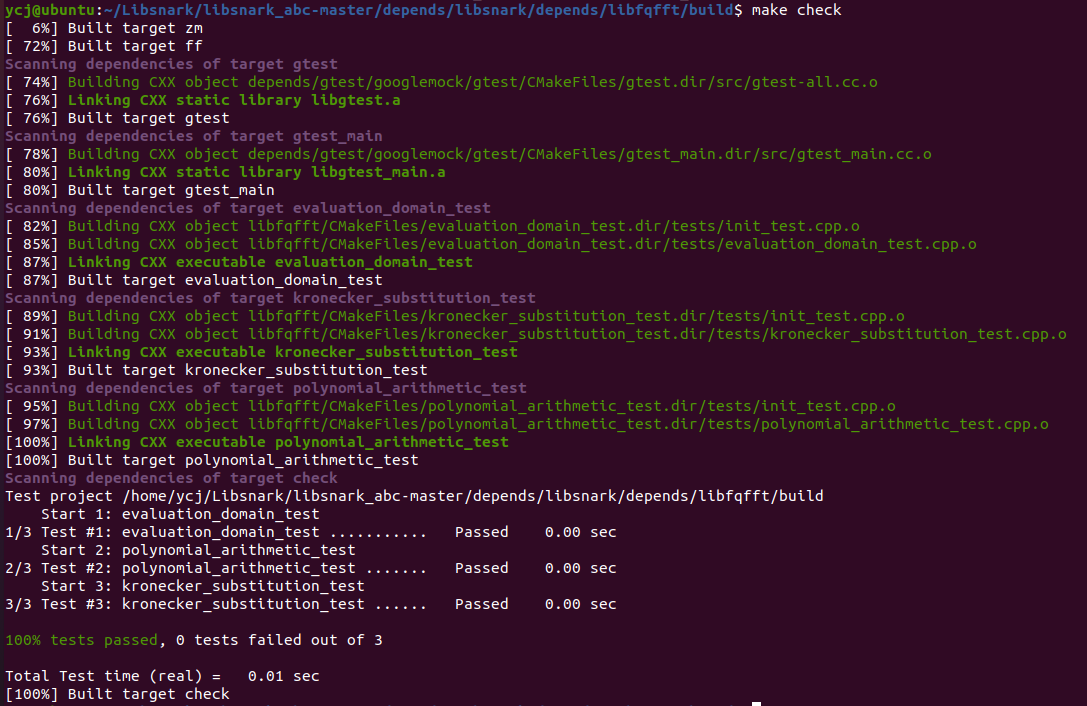 ycj@ubuntu:~/Libsnark/libsnark_abc-master/depends/libsnark/depends/libfqfft/build$ make check
[  6%] Built target zm
[ 72%] Built target ff
Scanning dependencies of target gtest
[ 74%] Building CXX object depends/gtest/googlemock/gtest/CMakeFiles/gtest.dir/src/gtest-all.cc.o
[ 76%] Linking CXX static library libgtest.a
[ 76%] Built target gtest
Scanning dependencies of target gtest_main
[ 78%] Building CXX object depends/gtest/googlemock/gtest/CMakeFiles/gtest_main.dir/src/gtest_main.cc.o
[ 80%] Linking CXX static library libgtest_main.a
[ 80%] Built target gtest_main
Scanning dependencies of target evaluation_domain_test
[ 82%] Building CXX object libfqfft/CMakeFiles/evaluation_domain_test.dir/tests/init_test.cpp.o
[ 85%] Building CXX object libfqfft/CMakeFiles/evaluation_domain_test.dir/tests/evaluation_domain_test.cpp.o
[ 87%] Linking CXX executable evaluation_domain_test
[ 87%] Built target evaluation_domain_test
Scanning dependencies of target kronecker_substitution_test
[ 89%] Building CXX object libfqfft/CMakeFiles/kronecker_substitution_test.dir/tests/init_test.cpp.o
[ 91%] Building CXX object libfqfft/CMakeFiles/kronecker_substitution_test.dir/tests/kronecker_substitution_test.cpp.o
[ 93%] Linking CXX executable kronecker_substitution_test
[ 93%] Built target kronecker_substitution_test
Scanning dependencies of target polynomial_arithmetic_test
[ 95%] Building CXX object libfqfft/CMakeFiles/polynomial_arithmetic_test.dir/tests/init_test.cpp.o
[ 97%] Building CXX object libfqfft/CMakeFiles/polynomial_arithmetic_test.dir/tests/polynomial_arithmetic_test.cpp.o
[100%] Linking CXX executable polynomial_arithmetic_test
[100%] Built target polynomial_arithmetic_test
Scanning dependencies of target check
Test project /home/ycj/Libsnark/libsnark_abc-master/depends/libsnark/depends/libfqfft/build
    Start 1: evaluation_domain_test
1/3 Test #1: evaluation_domain_test ...........   Passed    0.00 sec
    Start 2: polynomial_arithmetic_test
2/3 Test #2: polynomial_arithmetic_test .......   Passed    0.00 sec
    Start 3: kronecker_substitution_test
3/3 Test #3: kronecker_substitution_test ......   Passed    0.00 sec

100% tests passed, 0 tests failed out of 3

Total Test time (real) =   0.01 sec
[100%] Built target check